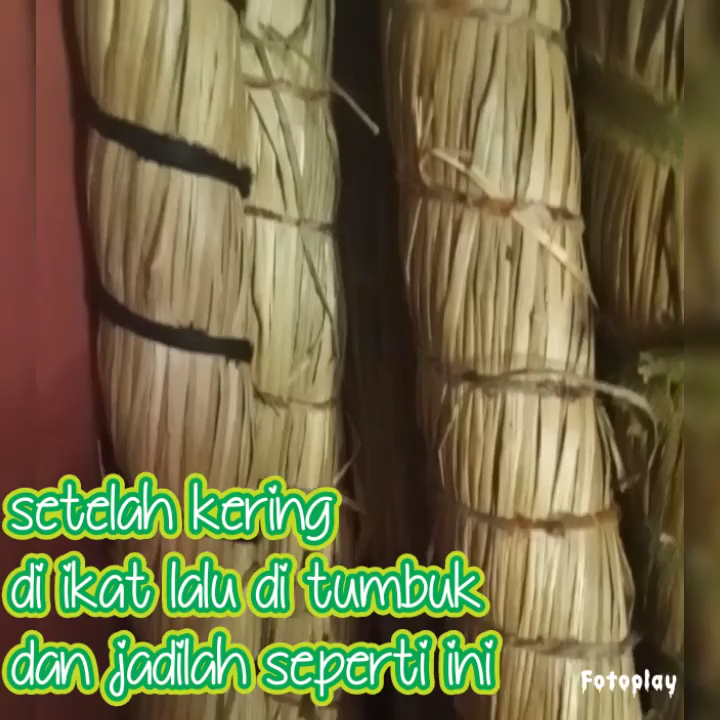 setelah kering
di ikat lalu di tumbuk
dan jadilah seperti ini
Fotoplay